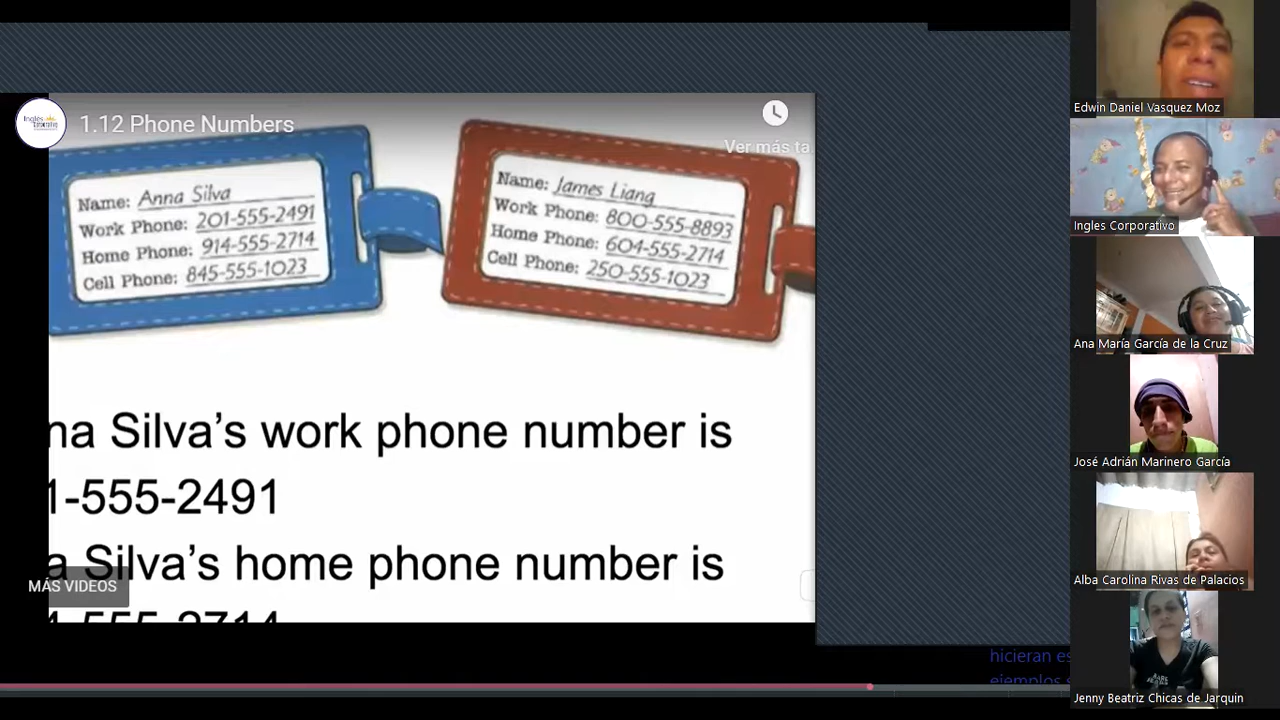 1.12 Phone Numbers
Ver más ta
Name: Anna Silva
Work Phone: 201-555-2491
Home Phone: 914-555-2714
Cell Phone: 845-555-1023
Name: James Liang
Work Phone: 800-555-8893
Home Phone: 604-555-2714
Cell Phone: 250-555-1023
na Silva's work phone number is
1-555-2491
a Silva's home phone number is
4-555-2714
MÁS VIDEOS
hicieran es
ejemplos s
Edwin Daniel Vasquez Moz
Ingles Corporativo
Ana María García de la Cruz
José Adrián Marinero García
Alba Carolina Rivas de Palacios
Jenny Beatriz Chicas de Jarquin